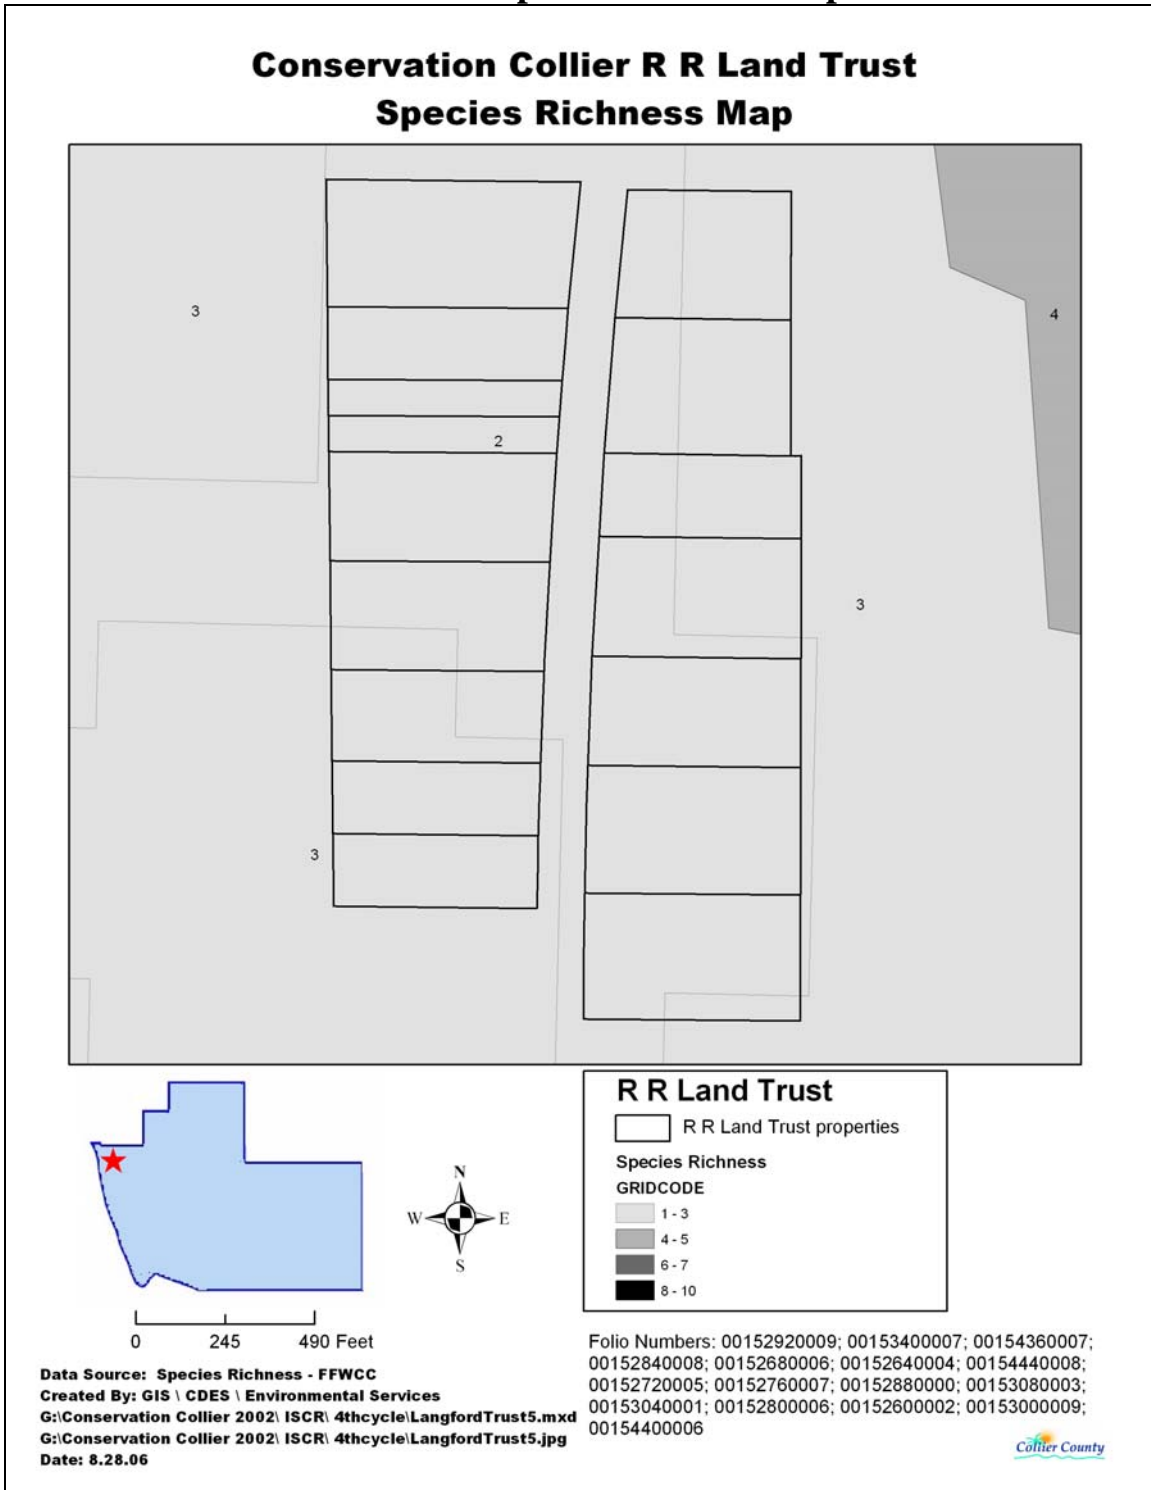 Conservation Collier R R Land Trust
Species Richness Map
3
4
2
3
3
R R Land Trust
R R Land Trust properties
Species Richness
GRIDCODE
1 - 3
4 - 5
6 - 7
8 - 10
N
W E
S
0 245 490 Feet
Data Source: Species Richness - FFWCC
Created By: GIS \ CDES \ Environmental Services
G:\Conservation Collier 2002\ ISCR\ 4thcycle\LangfordTrust5.mxd
G:\Conservation Collier 2002\ ISCR\ 4thcycle\LangfordTrust5.jpg
Date: 8.28.06
Folio Numbers: 00152920009; 00153400007; 00154360007;
00152840008; 00152680006; 00152640004; 00154440008;
00152720005; 00152760007; 00152880000; 00153080003;
00153040001; 00152800006; 00152600002; 00153000009;
00154400006
Collier County